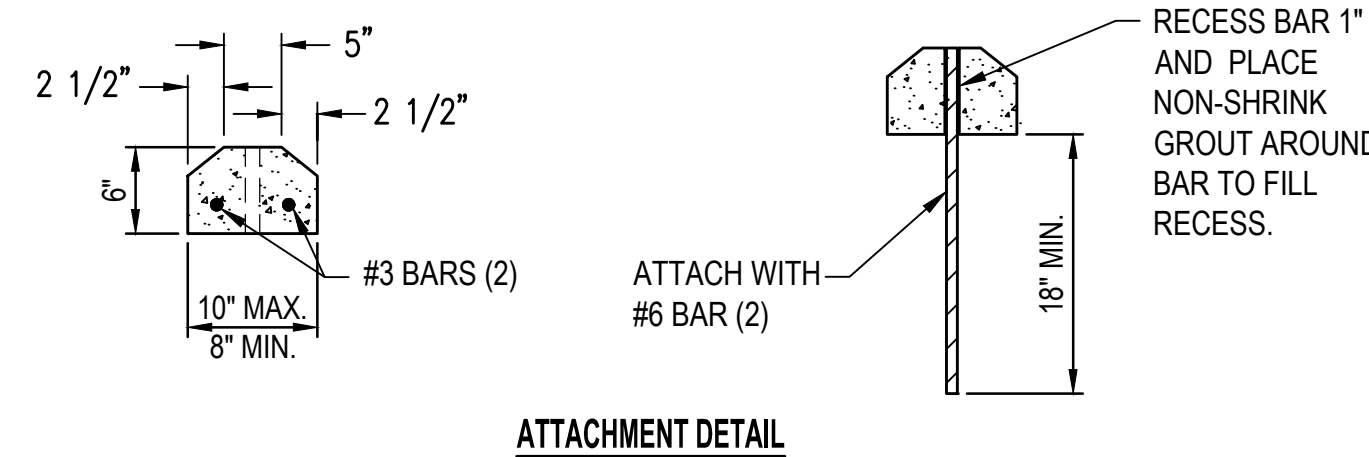 5”
2 1/2”
2 1/2”
6"
#3 BARS (2)
10" MAX.
8" MIN.
ATTACH WITH
#6 BAR (2)
18" MIN.
RECESS BAR 1"
AND PLACE
NON-SHRINK
GROUT AROUND
BAR TO FILL
RECESS.
ATTACHMENT DETAIL